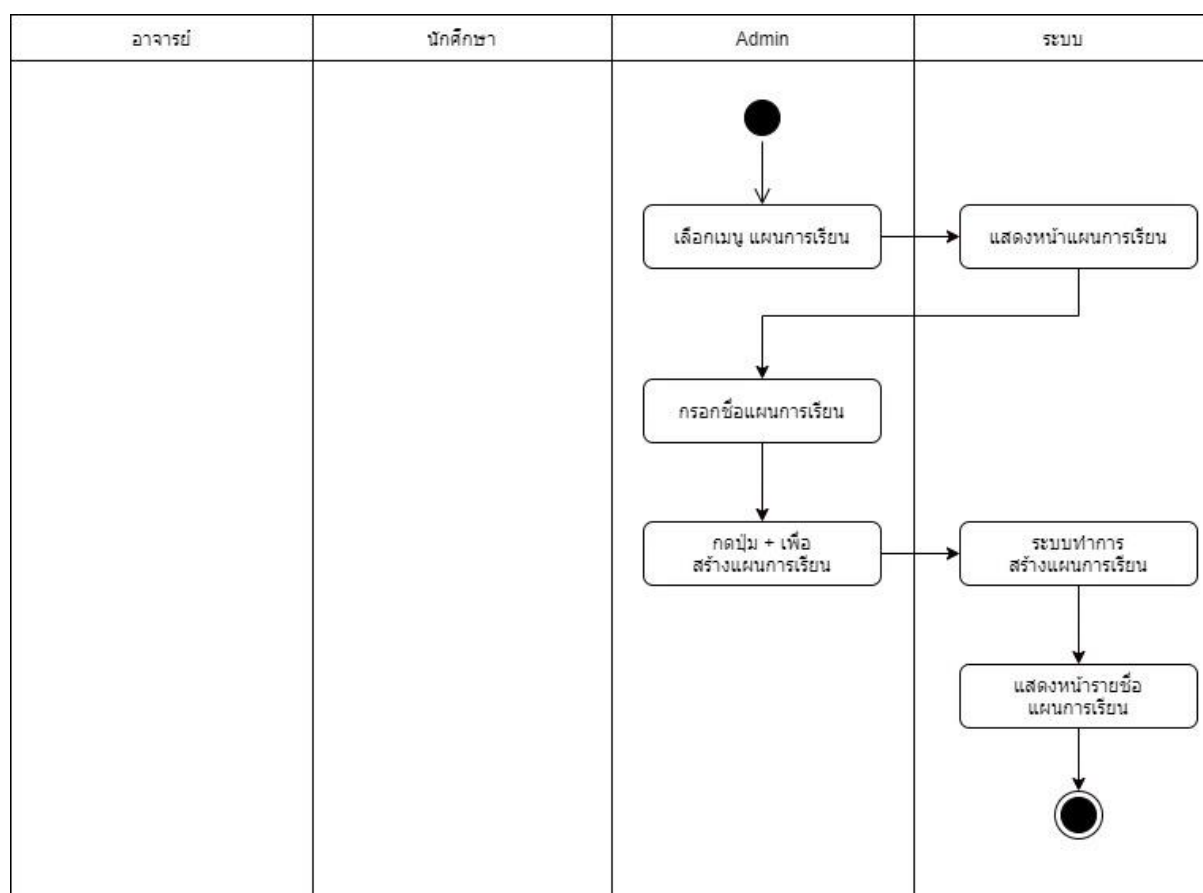 อาจารย์
นักศึกษา
Admin
ระบบ
เลือกเมนู แผนการเรียน
แสดงหน้าแผนการเรียน
กรอกชื่อแผนการเรียน
กดปุ่ม + เพื่อ
สร้างแผนการเรียน
ระบบทำการ
สร้างแผนการเรียน
แสดงหน้ารายชื่อ
แผนการเรียน